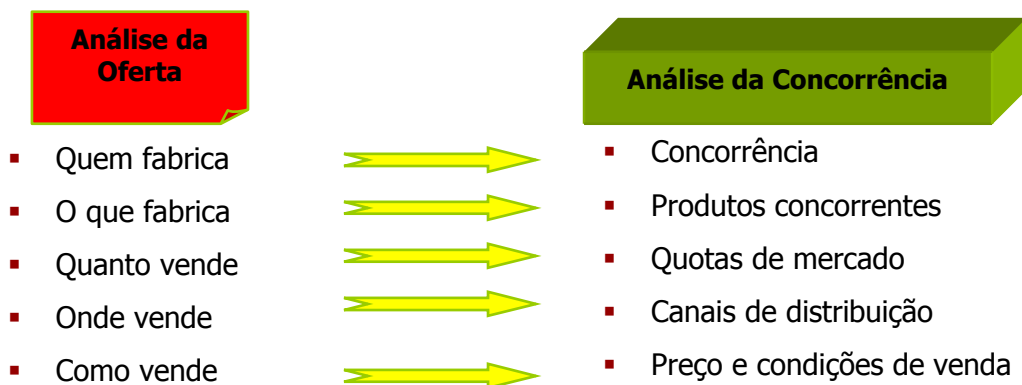 Análise da
Oferta
Análise da Concorrência
Quem fabrica
Concorrência
O que fabrica
Produtos concorrentes
Quanto vende
Quotas de mercado
Onde vende
Canais de distribuição
Como vende
Preço e condições de venda